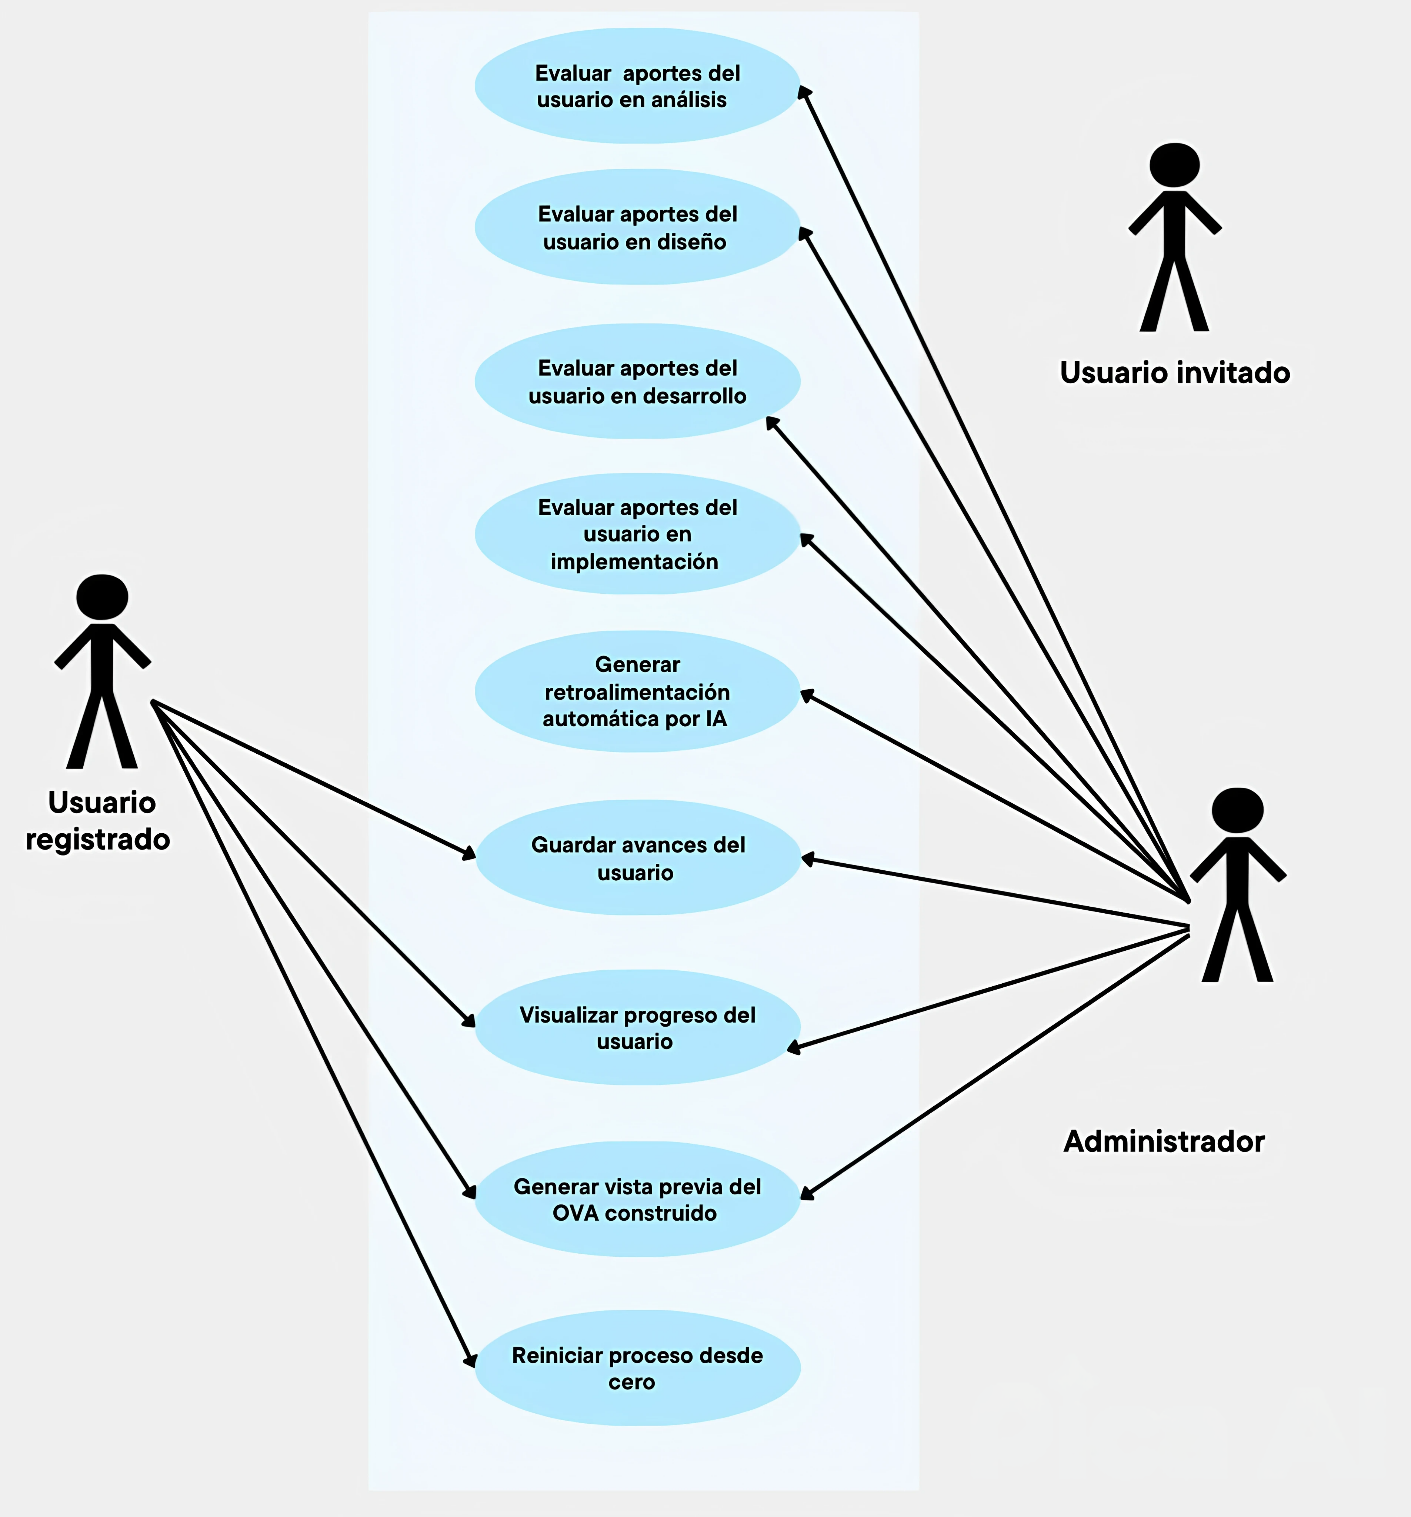 Evaluar aportes del
usuario en análisis
Evaluar aportes del
usuario en diseño
Evaluar aportes del
usuario en desarrollo
Evaluar aportes del
usuario en
implementación
Generar
retroalimentación
automática por IA
Guardar avances del
usuario
Visualizar progreso del
usuario
Generar vista previa del
OVA construido
Reiniciar proceso desde
cero
Usuario
registrado
Usuario invitado
Administrador